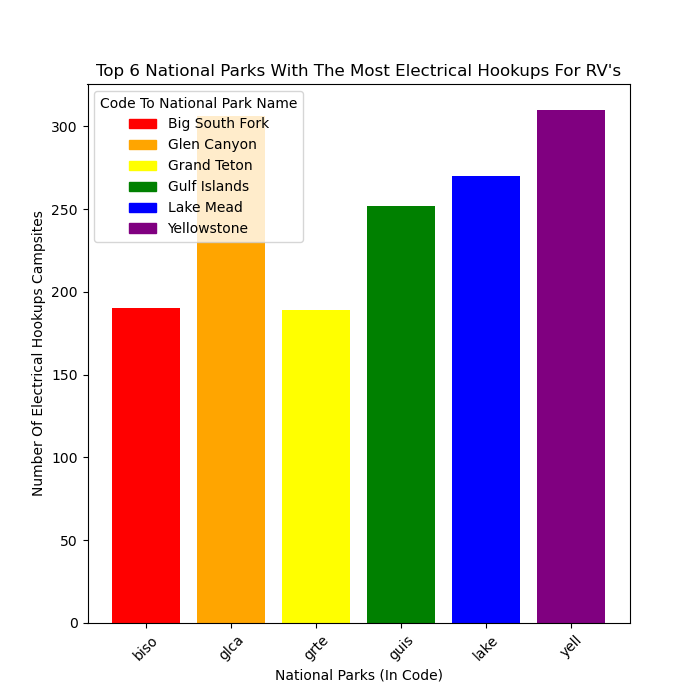 Top 6 National Parks With The Most Electrical Hookups For RV's
Code To National Park Name
Big South Fork
Glen Canyon
Grand Teton
Gulf Islands
Lake Mead
Yellowstone
Number Of Electrical Hookups Campsites
300
250
200
150
100
50
0
biso
glca
grte
guis
lake
yell
National Parks (In Code)